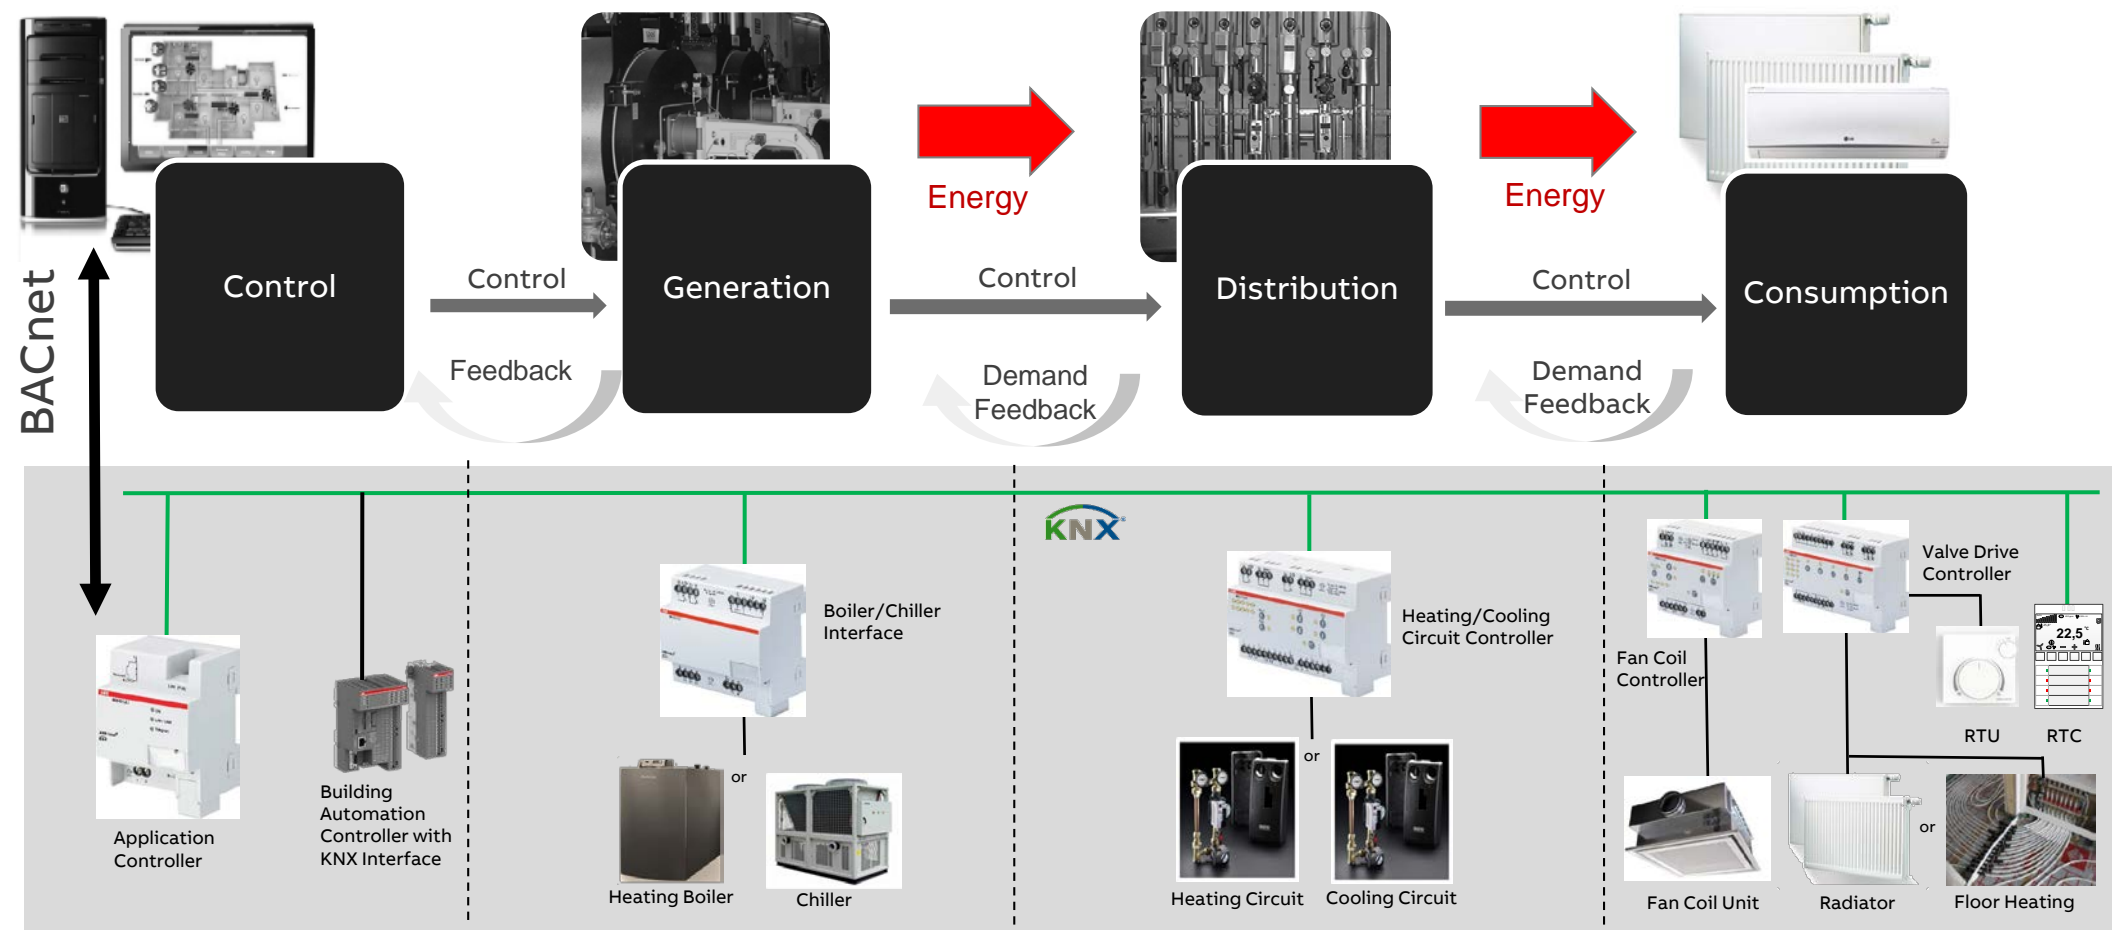 BACnet
Control
Control
Feedback
Generation
Energy
Control
Demand
Feedback
Distribution
Energy
Control
Demand
Feedback
Consumption
KNX
Application
Controller
Building
Automation
Controller with
KNX Interface
Boiler/Chiller
Interface
or
Heating Boiler
Chiller
Heating/Cooling
Circuit Controller
or
Heating Circuit
Cooling Circuit
Fan Coil
Controller
Valve Drive
Controller
22,5
°C
RTU
RTC
or
Fan Coil Unit
Radiator
Floor Heating